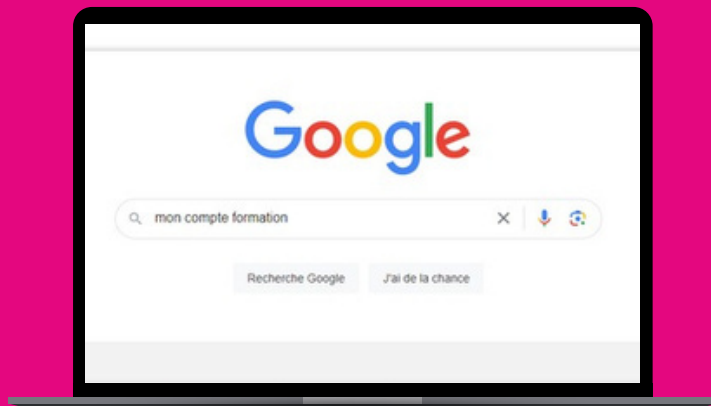 Google
mon compte formation
Recherche Google
J'ai de la chance